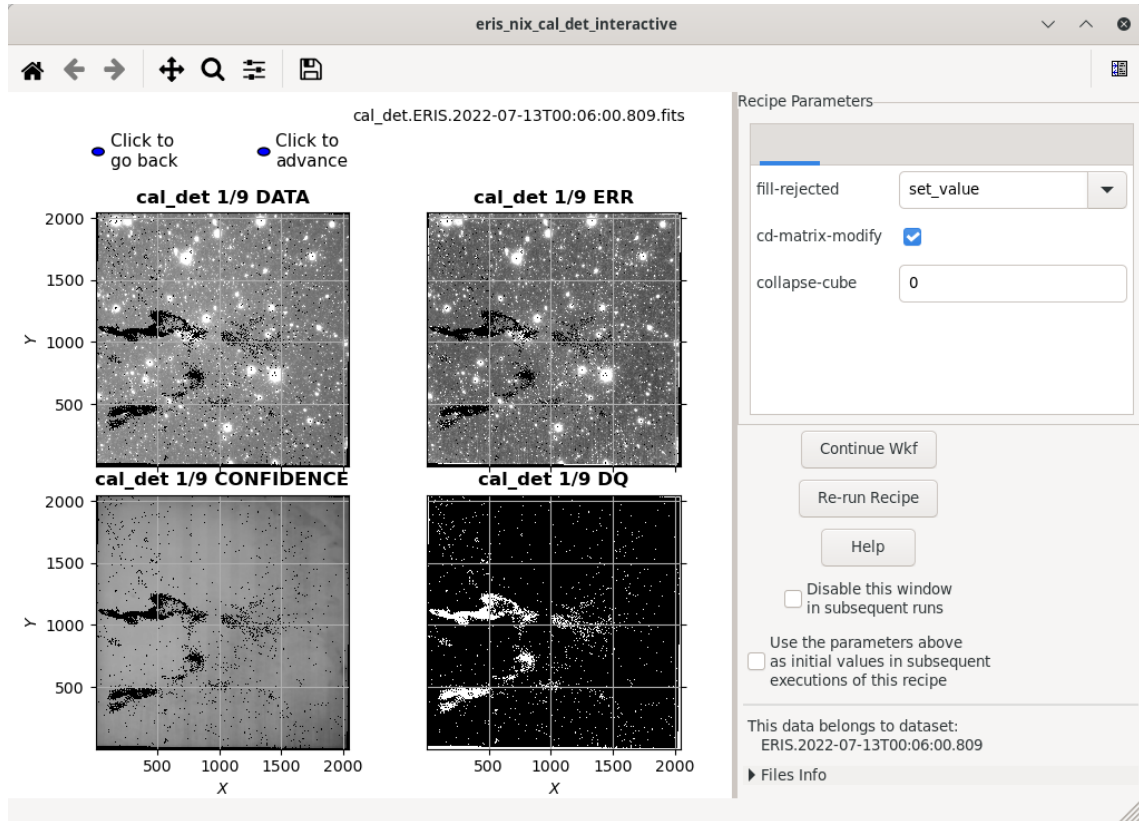 eris_nix_cal_det_interactive
cal_det.ERIS.2022-07-13T00:06:00.809.fits
Click to
go back
Click to
advance
cal_det 1/9 DATA
cal_det 1/9 ERR
2000
1500
1000
500
Y
cal_det 1/9 CONFIDENCE
cal_det 1/9 DQ
2000
1500
1000
500
Y
500 1000 1500 2000
X
500 1000 1500 2000
X
Recipe Parameters
fill-rejected set_value
cd-matrix-modify
collapse-cube 0
Continue Wkf
Re-run Recipe
Help
Disable this window
in subsequent runs
Use the parameters above
as initial values in subsequent
executions of this recipe
This data belongs to dataset:
ERIS.2022-07-13T00:06:00.809
Files Info